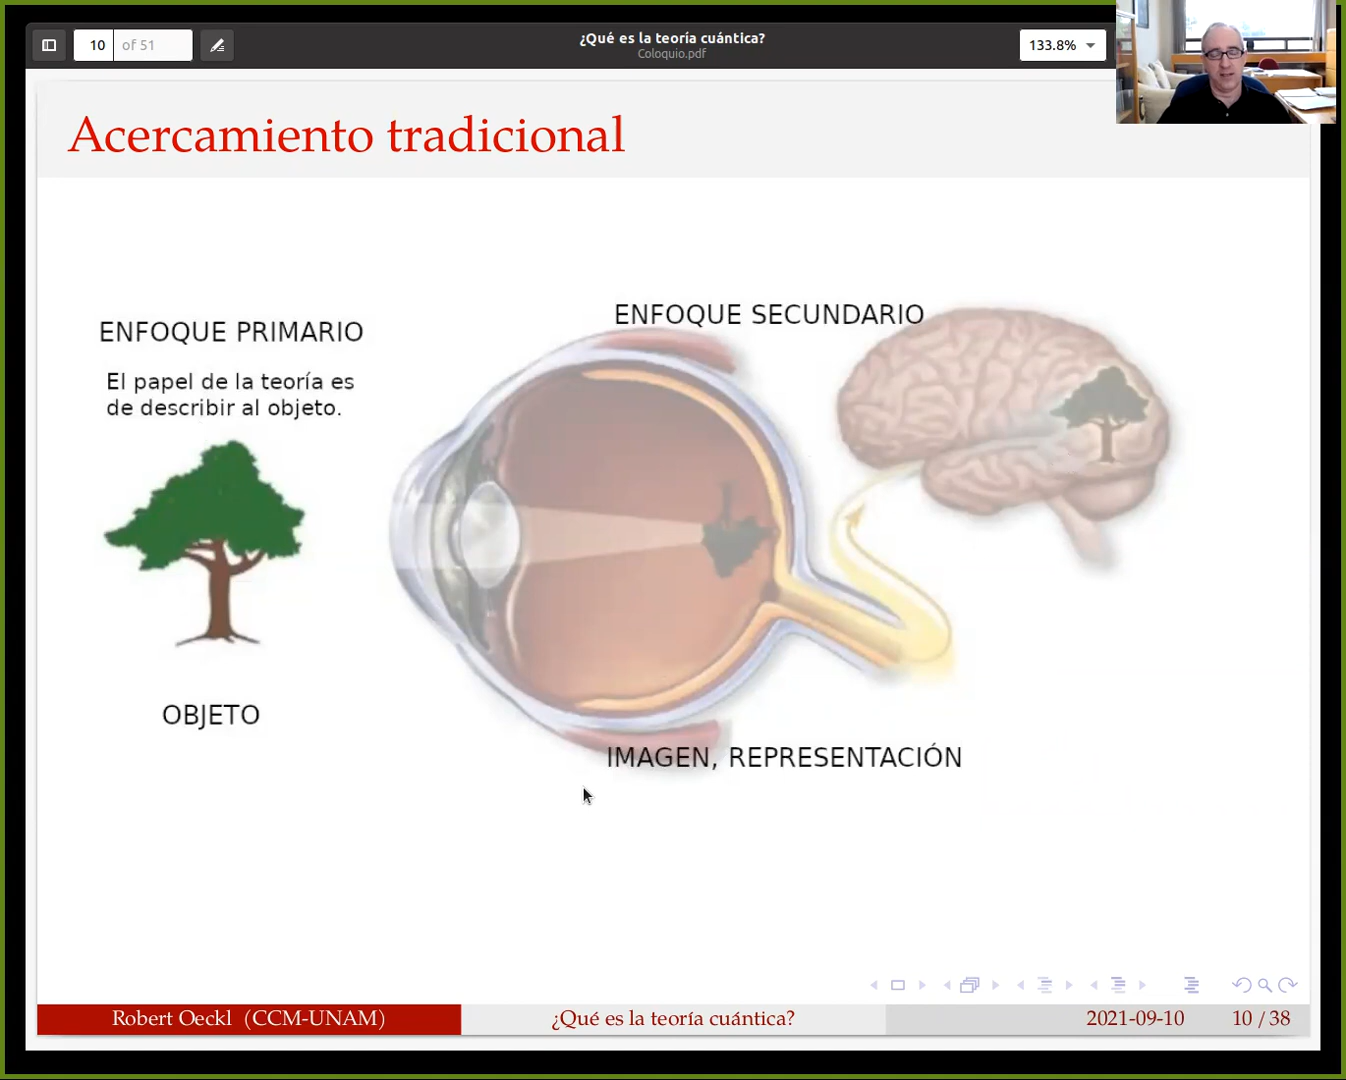 10 of 51
¿Qué es la teoría cuántica?
Coloquio.pdf
133.8%
Acercamiento tradicional
ENFOQUE PRIMARIO
El papel de la teoría es
de describir al objeto.
OBJETO
ENFOQUE SECUNDARIO
IMAGEN, REPRESENTACIÓN
Robert Oeckl (CCM-UNAM) ¿Qué es la teoría cuántica? 2021-09-10 10 / 38